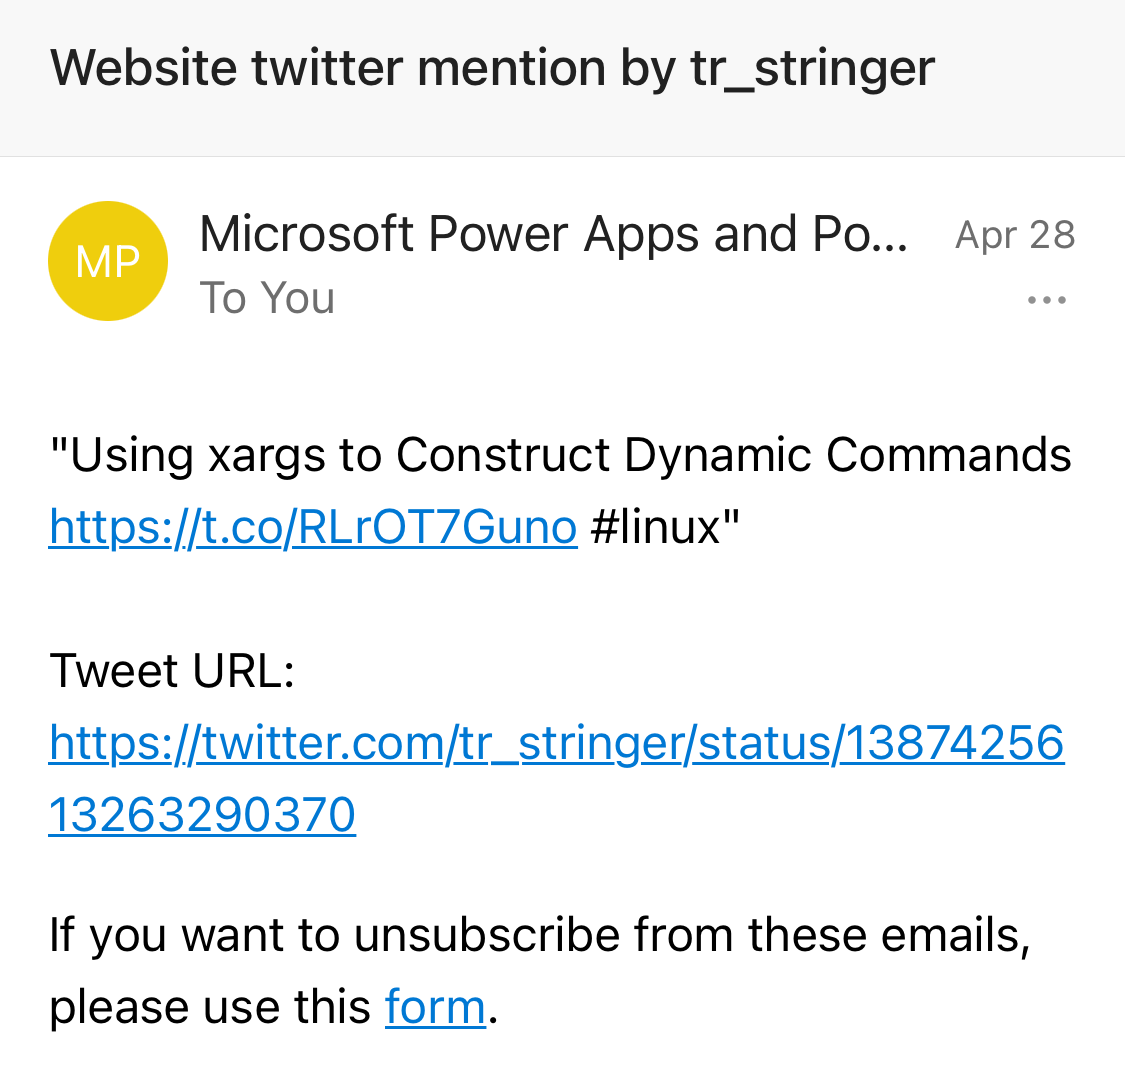 Website twitter mention by tr_stringer
MP
Microsoft Power Apps and Po...
Apr 28
To You
"Using xargs to Construct Dynamic Commands
https://t.co/RLrOT7Guno #linux"
Tweet URL:
https://twitter.com/tr_stringer/status/13874256
13263290370
If you want to unsubscribe from these emails,
please use this form.